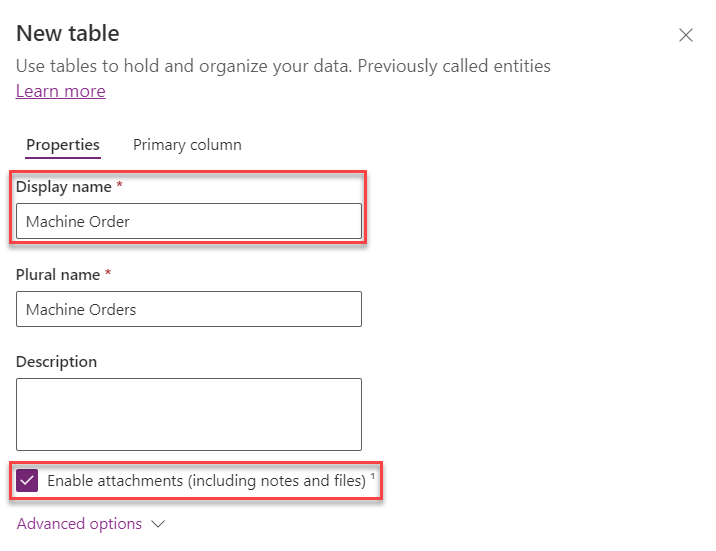 New table
Use tables to hold and organize your data. Previously called entities
Learn more
Properties Primary column
Display name *
Machine Order
Plural name *
Machine Orders
Description
Enable attachments (including notes and files) ¹
Advanced options